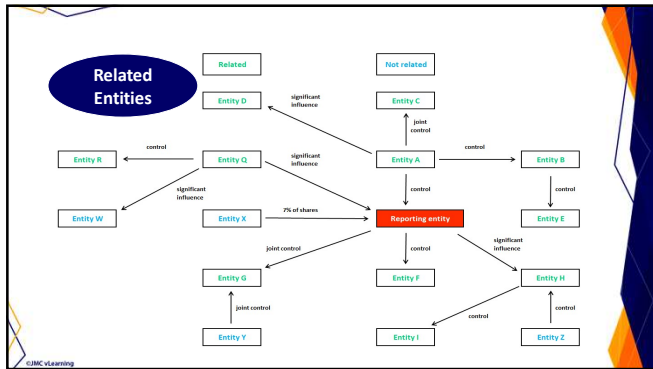 Related
Entities
Related
Not related
Entity D
significant
influence
Entity C
joint
control
control
Entity R
control
Entity Q
significant
influence
Entity A
control
Entity B
control
significant
influence
Entity W
Entity X
7% of shares
Reporting entity
Entity E
joint control
control
significant
influence
Entity G
Entity F
Entity H
joint control
control
control
Entity Y
Entity I
Entity Z
©JMC vLearning